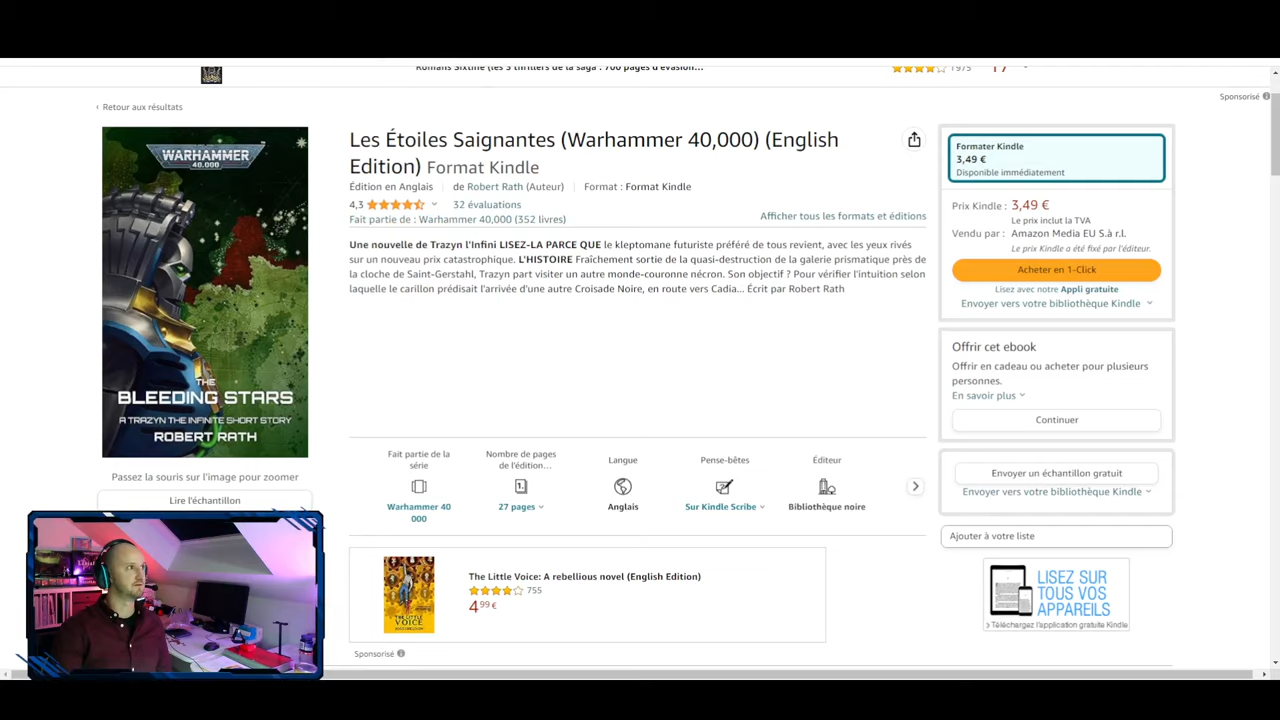 Romans Sixtine (les 3 thrillers de la saga : 700 pages d'évasion...
1975
17
Sponsorisé
‹ Retour aux résultats
WARHAMMER
40,000
THE
BLEEDING STARS
A TRAZYN THE INFINITE SHORT STORY
ROBERT RATH
Passez la souris sur l'image pour zoomer
Lire l'échantillon
Les Étoiles Saignantes (Warhammer 40,000) (English
Edition) Format Kindle
Édition en Anglais de Robert Rath (Auteur) Format : Format Kindle
4,3 32 évaluations
Fait partie de : Warhammer 40,000 (352 livres)
Afficher tous les formats et éditions
Une nouvelle de Trazyn l'Infini LISEZ-LA PARCE QUE le kleptomane futuriste préféré de tous revient, avec les yeux rivés
sur un nouveau prix catastrophique. L'HISTOIRE Fraîchement sortie de la quasi-destruction de la galerie prismatique près de
la cloche de Saint-Gerstahl, Trazyn part visiter un autre monde-couronne nécron. Son objectif ? Pour vérifier l'intuition selon
laquelle le carillon prédisait l'arrivée d'une autre Croisade Noire, en route vers Cadia... Écrit par Robert Rath
Fait partie de la
série
Warhammer 40
000
Nombre de pages
de l'édition...
27 pages
Langue
Anglais
Pense-bêtes
Sur Kindle Scribe
Éditeur
Bibliothèque noire
THE LITTLE
VOICE
The Little Voice: A rebellious novel (English Edition)
755
4,99 €
Sponsorisé
Formater Kindle
3,49 €
Disponible immédiatement
Prix Kindle : 3,49 €
Le prix inclut la TVA
Vendu par : Amazon Media EU S.à r.l.
Le prix Kindle a été fixé par l'éditeur.
Acheter en 1-Click
Lisez avec notre Appli gratuite
Envoyer vers votre bibliothèque Kindle
Offrir cet ebook
Offrir en cadeau ou acheter pour plusieurs
personnes.
En savoir plus
Continuer
Envoyer un échantillon gratuit
Envoyer vers votre bibliothèque Kindle
Ajouter à votre liste
LISEZ SUR
TOUS VOS
APPAREILS
› Téléchargez l'application gratuite Kindle